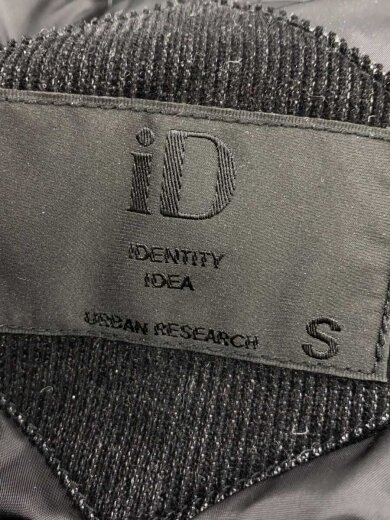 iD
IDENTITY
IDEA
URBAN RESEARCH
S